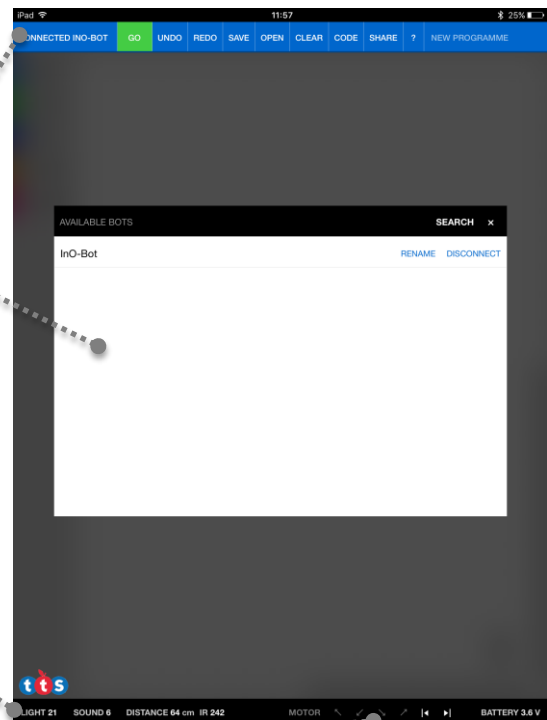 iPad 11:57 25%
CONNECTED INO-BOT GO UNDO REDO SAVE OPEN CLEAR CODE SHARE ? NEW PROGRAMME
AVAILABLE BOTS SEARCH ×
InO-Bot RENAME DISCONNECT
tts
LIGHT 21 SOUND 6 DISTANCE 64 cm IR 242 MOTOR BATTERY 3.6 V